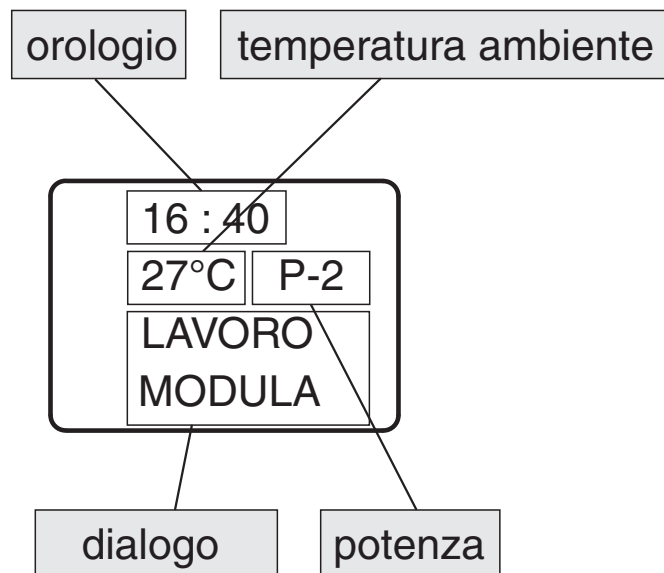 orologio
temperatura ambiente
16 : 40
27°C
P-2
LAVORO
MODULA
dialogo
potenza